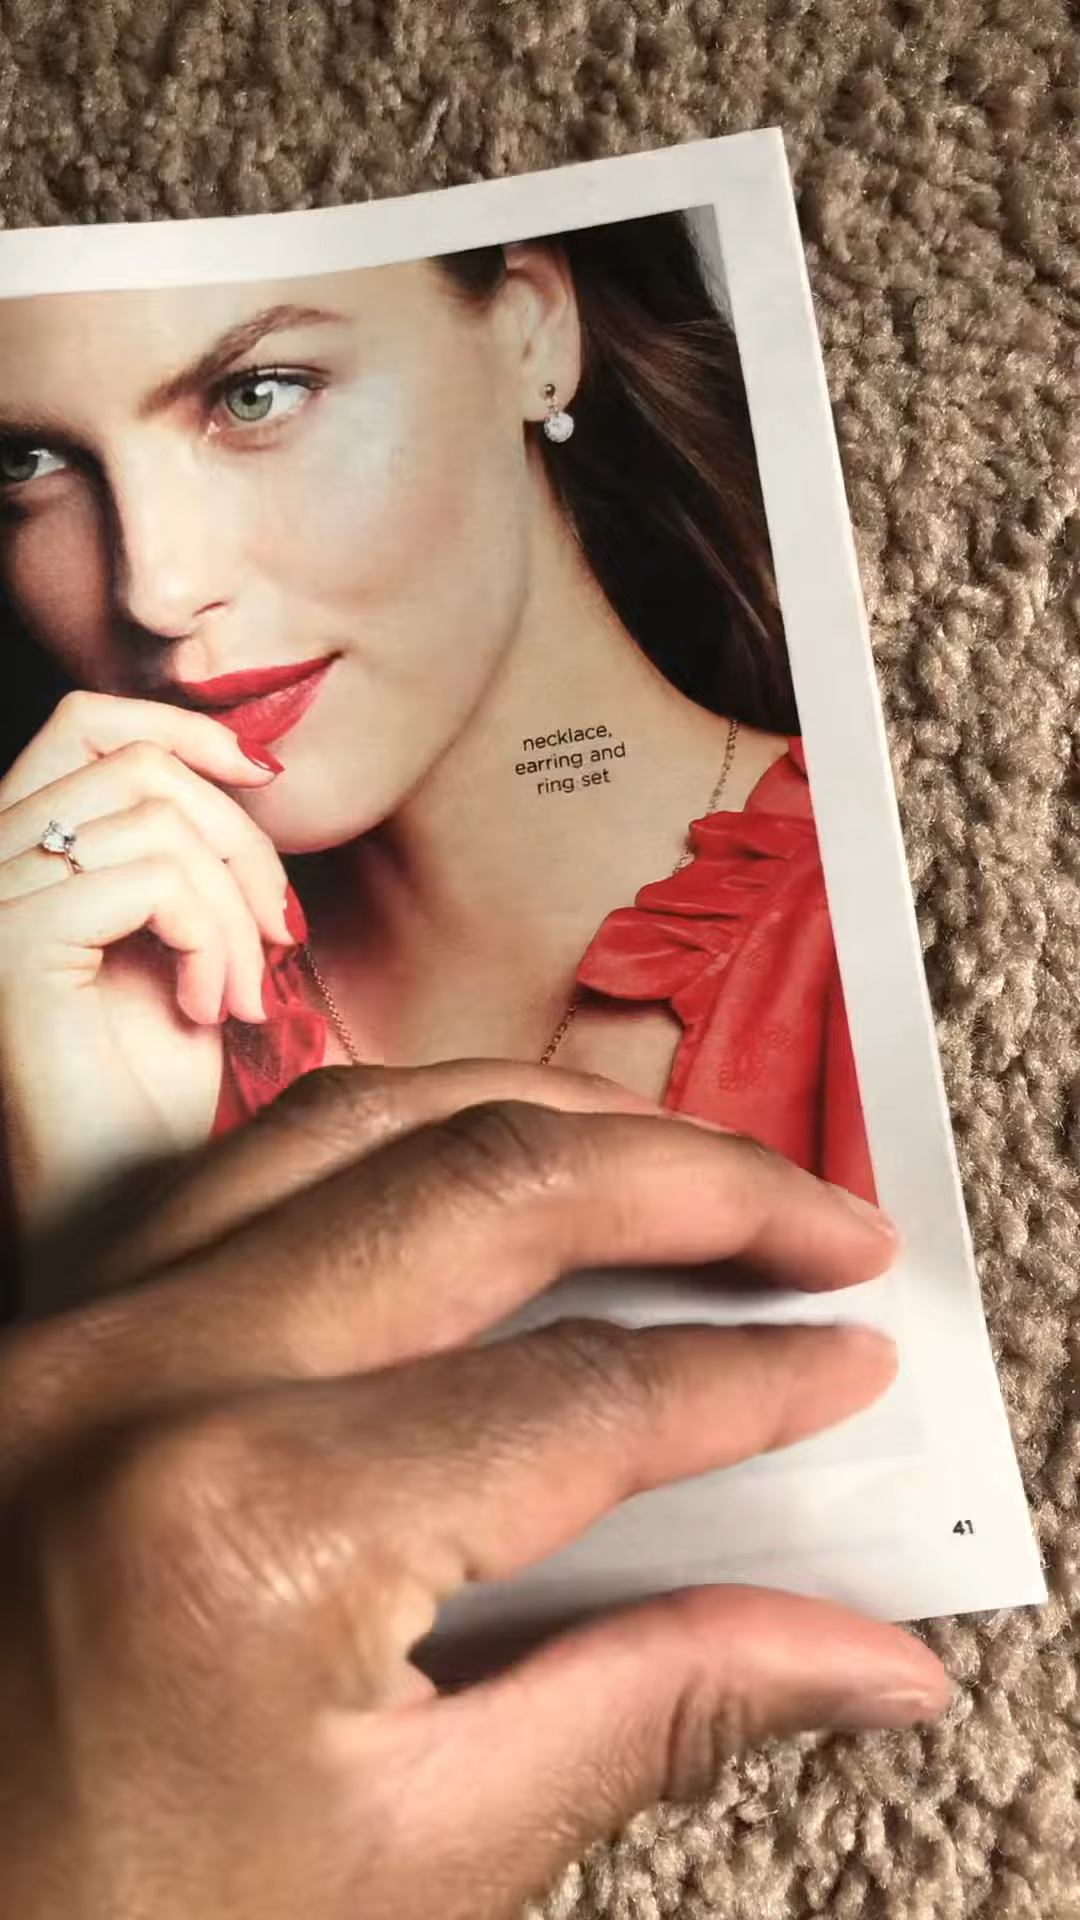 necklace,
earring and
ring set
41